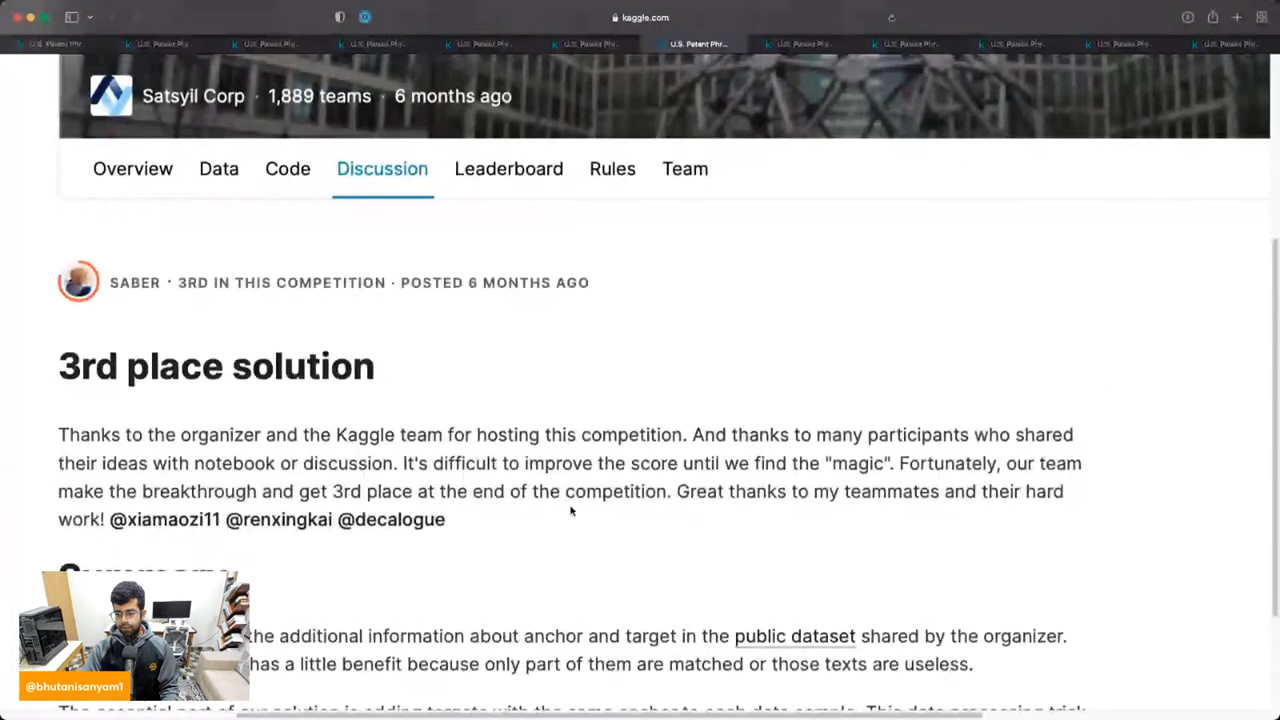 kaggle.com
U.S. Patent Phr...
Satsyil Corp · 1,889 teams · 6 months ago
Overview Data Code Discussion Leaderboard Rules Team
SABER · 3RD IN THIS COMPETITION · POSTED 6 MONTHS AGO
3rd place solution
Thanks to the organizer and the Kaggle team for hosting this competition. And thanks to many participants who shared
their ideas with notebook or discussion. It's difficult to improve the score until we find the "magic". Fortunately, our team
make the breakthrough and get 3rd place at the end of the competition. Great thanks to my teammates and their hard
work! @xiamaozi11 @renxingkai @decalogue
the additional information about anchor and target in the public dataset shared by the organizer.
has a little benefit because only part of them are matched or those texts are useless.
@bhutanisanyam1